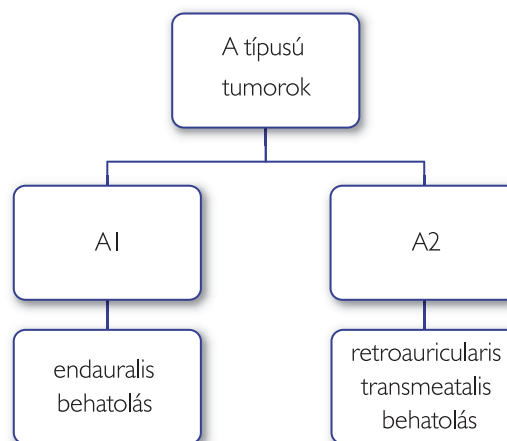 A típusú
tumorok
A1
A2
endauralis
behatolás
retroauricularis
transmeatalis
behatolás